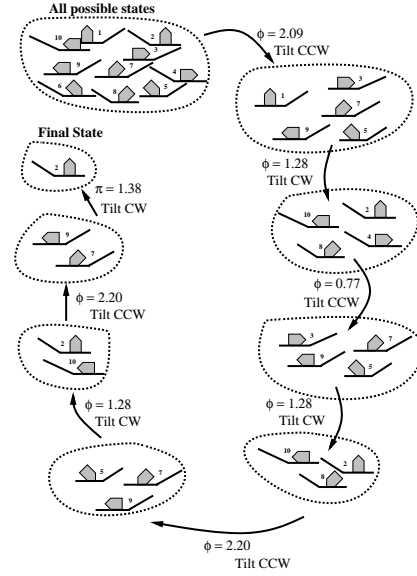 All possible states
10
1
2
3
9
7
4
6
8
5
ϕ = 2.09
Tilt CCW
1
3
7
9
5
ϕ = 1.28
Tilt CW
2
10
8
4
ϕ = 0.77
Tilt CCW
3
7
9
5
ϕ = 1.28
Tilt CW
10
2
8
ϕ = 2.20
Tilt CCW
5
7
9
ϕ = 1.28
Tilt CW
2
10
ϕ = 2.20
Tilt CCW
9
7
π = 1.38
Tilt CW
Final State
2